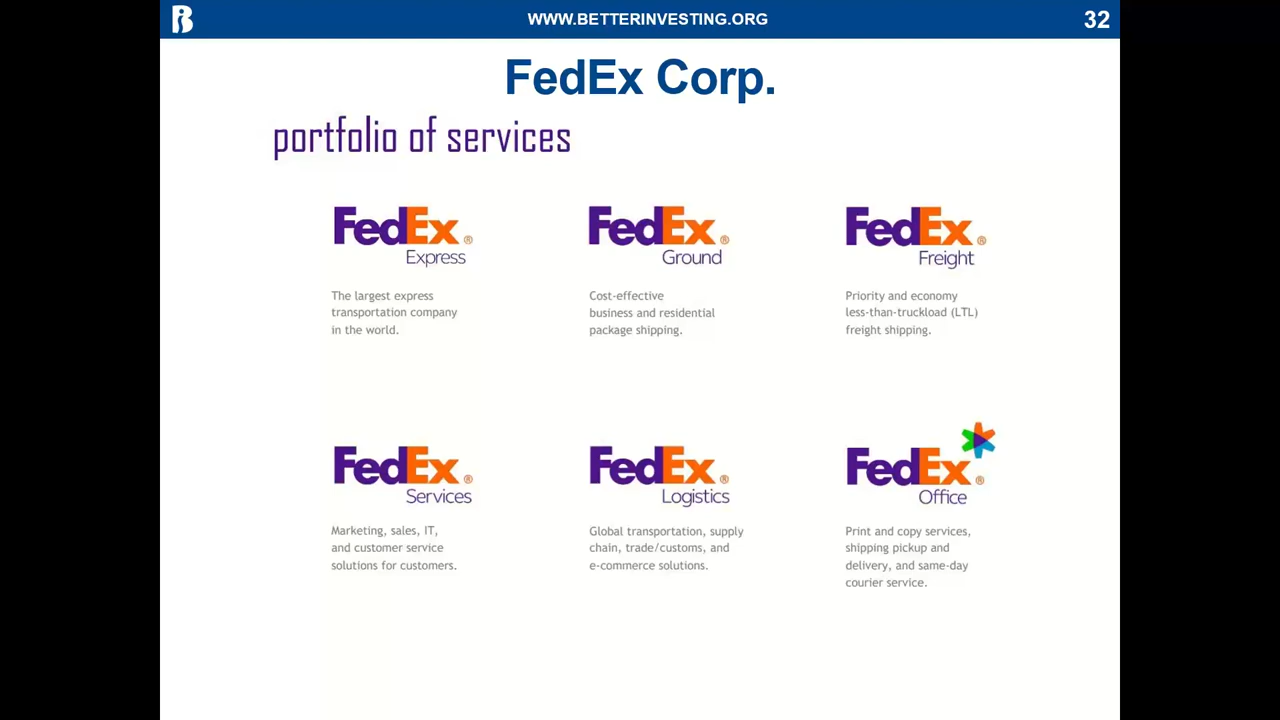 WWW.BETTERINVESTING.ORG
32
FedEx Corp.
portfolio of services
FedEx®
Express
The largest express
transportation company
in the world.
FedEx®
Ground
Cost-effective
business and residential
package shipping.
FedEx®
Freight
Priority and economy
less-than-truckload (LTL)
freight shipping.
FedEx®
Services
Marketing, sales, IT,
and customer service
solutions for customers.
FedEx®
Logistics
Global transportation, supply
chain, trade/customs, and
e-commerce solutions.
FedEx®
Office
Print and copy services,
shipping pickup and
delivery, and same-day
courier service.